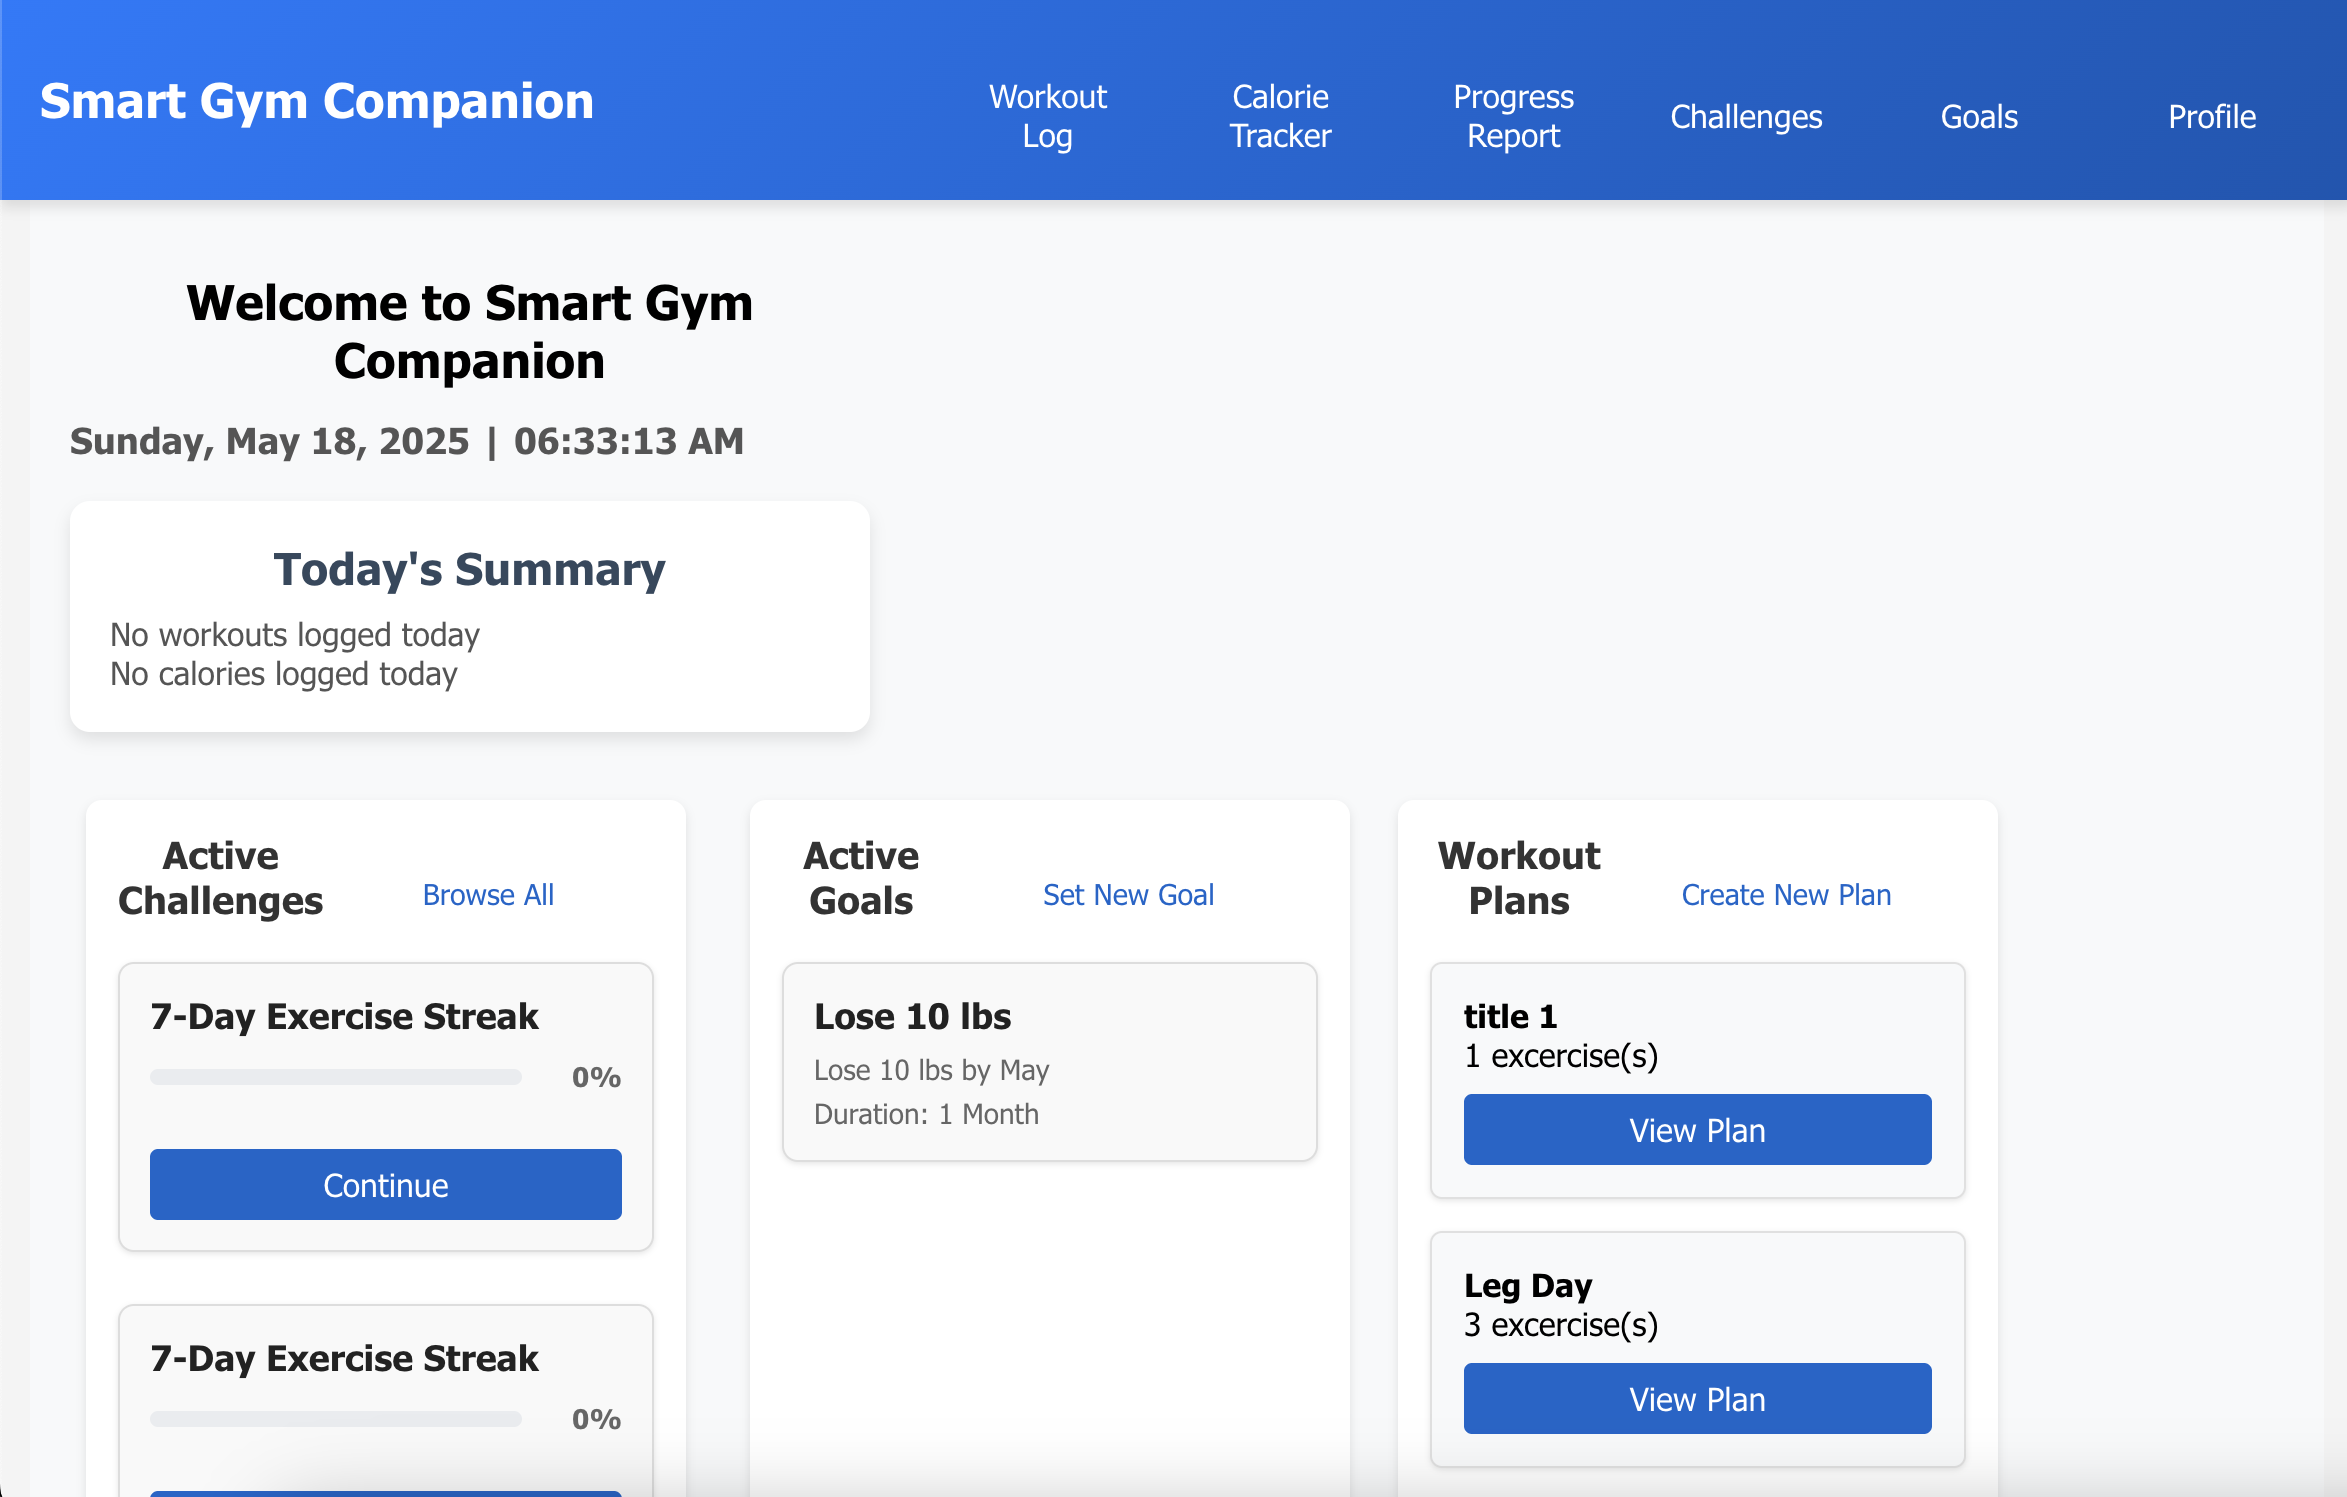 Smart Gym Companion
Workout
Log
Calorie
Tracker
Progress
Report
Challenges
Goals
Profile
Welcome to Smart Gym
Companion
Sunday, May 18, 2025 | 06:33:13 AM
Today's Summary
No workouts logged today
No calories logged today
Active
Challenges
Browse All
7-Day Exercise Streak
0%
Continue
7-Day Exercise Streak
0%
Active
Goals
Set New Goal
Lose 10 lbs
Lose 10 lbs by May
Duration: 1 Month
Workout
Plans
Create New Plan
title 1
1 excercise(s)
View Plan
Leg Day
3 excercise(s)
View Plan